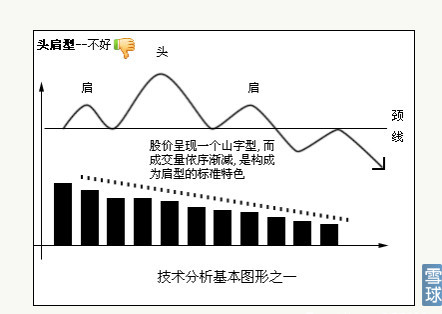 头肩型--不好
头
肩
肩
颈
线
股价呈现一个山字型, 而
成交量依序渐减, 是构成
为肩型的标准特色
技术分析基本图形之一
雪
球